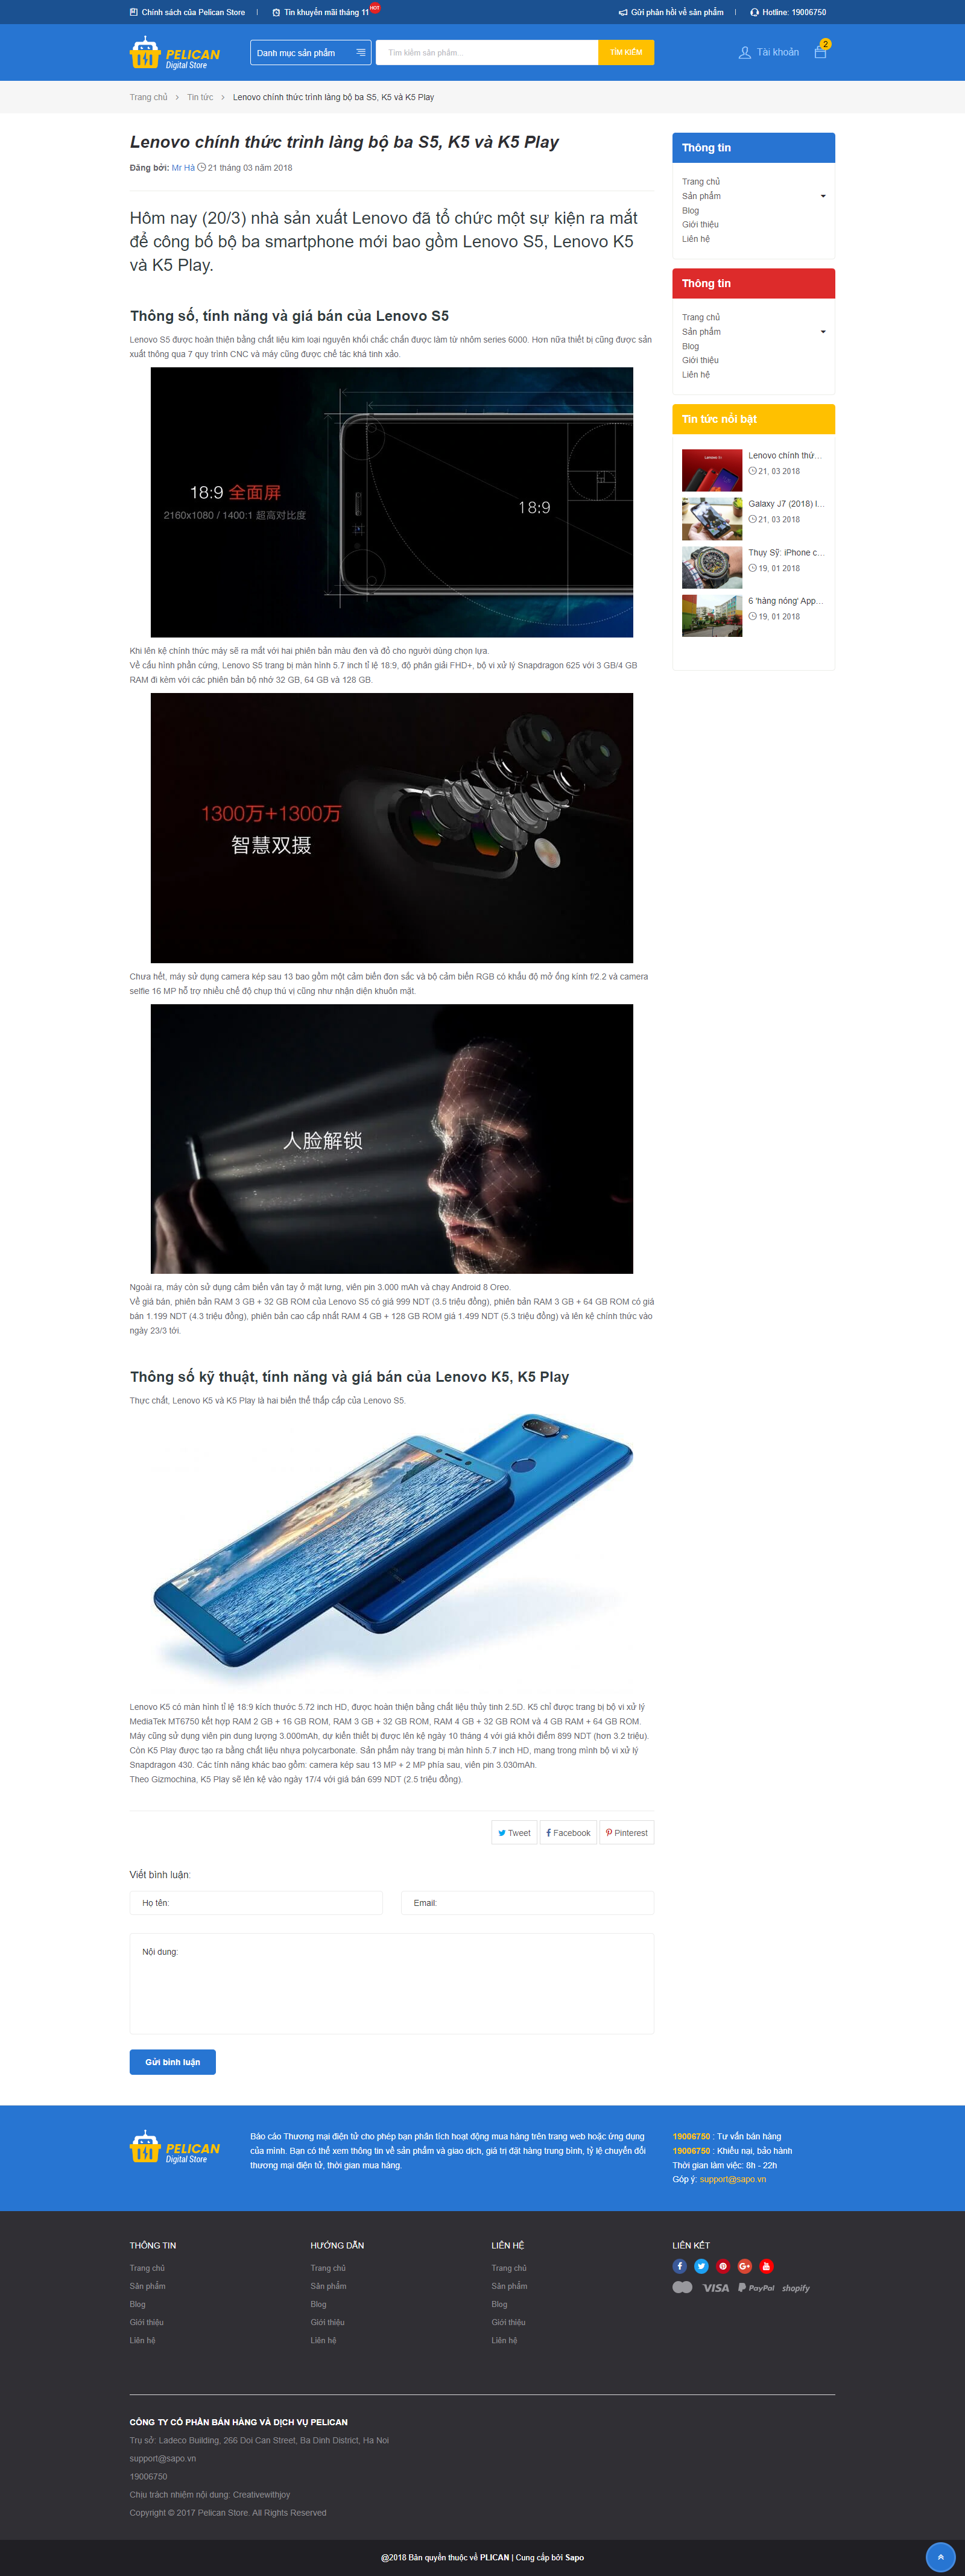 Chính sách của Pelican Store
Tin khuyến mãi tháng 11
HOT
Gửi phản hồi về sản phẩm
Hotline: 19006750
PELICAN
Digital Store
Danh mục sản phẩm
Tìm kiếm sản phẩm...
TÌM KIẾM
Tài khoản
2
Trang chủ > Tin tức > Lenovo chính thức trình làng bộ ba S5, K5 và K5 Play
Lenovo chính thức trình làng bộ ba S5, K5 và K5 Play
Đăng bởi: Mr Hà 21 tháng 03 năm 2018
Hôm nay (20/3) nhà sản xuất Lenovo đã tổ chức một sự kiện ra mắt
để công bố bộ ba smartphone mới bao gồm Lenovo S5, Lenovo K5
và K5 Play.
Thông số, tính năng và giá bán của Lenovo S5
Lenovo S5 được hoàn thiện bằng chất liệu kim loại nguyên khối chắc chắn được làm từ nhôm series 6000. Hơn nữa thiết bị cũng được sản
xuất thông qua 7 quy trình CNC và máy cũng được chế tác khá tinh xảo.
18:9 全面屏
2160x1080 / 1400:1 超高对比度
18:9
Khi lên kệ chính thức máy sẽ ra mắt với hai phiên bản màu đen và đỏ cho người dùng chọn lựa.
Về cấu hình phần cứng, Lenovo S5 trang bị màn hình 5.7 inch tỉ lệ 18:9, độ phân giải FHD+, bộ vi xử lý Snapdragon 625 với 3 GB/4 GB
RAM đi kèm với các phiên bản bộ nhớ 32 GB, 64 GB và 128 GB.
1300万+1300万
智慧双摄
Chưa hết, máy sử dụng camera kép sau 13 bao gồm một cảm biến đơn sắc và bộ cảm biến RGB có khẩu độ mở ống kính f/2.2 và camera
selfie 16 MP hỗ trợ nhiều chế độ chụp thú vị cũng như nhận diện khuôn mặt.
人脸解锁
Ngoài ra, máy còn sử dụng cảm biến vân tay ở mặt lưng, viên pin 3.000 mAh và chạy Android 8 Oreo.
Về giá bán, phiên bản RAM 3 GB + 32 GB ROM của Lenovo S5 có giá 999 NDT (3.5 triệu đồng), phiên bản RAM 3 GB + 64 GB ROM có giá
bán 1.199 NDT (4.3 triệu đồng), phiên bản cao cấp nhất RAM 4 GB + 128 GB ROM giá 1.499 NDT (5.3 triệu đồng) và lên kệ chính thức vào
ngày 23/3 tới.
Thông số kỹ thuật, tính năng và giá bán của Lenovo K5, K5 Play
Thực chất, Lenovo K5 và K5 Play là hai biến thể thấp cấp của Lenovo S5.
Lenovo K5 có màn hình tỉ lệ 18:9 kích thước 5.72 inch HD, được hoàn thiện bằng chất liệu thủy tinh 2.5D. K5 chỉ được trang bị bộ vi xử lý
MediaTek MT6750 kết hợp RAM 2 GB + 16 GB ROM, RAM 3 GB + 32 GB ROM, RAM 4 GB + 32 GB ROM và 4 GB RAM + 64 GB ROM.
Máy cũng sử dụng viên pin dung lượng 3.000mAh, dự kiến thiết bị được lên kệ ngày 10 tháng 4 với giá khởi điểm 899 NDT (hơn 3.2 triệu).
Còn K5 Play được tạo ra bằng chất liệu nhựa polycarbonate. Sản phẩm này trang bị màn hình 5.7 inch HD, mang trong mình bộ vi xử lý
Snapdragon 430. Các tính năng khác bao gồm: camera kép sau 13 MP + 2 MP phía sau, viên pin 3.030mAh.
Theo Gizmochina, K5 Play sẽ lên kệ vào ngày 17/4 với giá bán 699 NDT (2.5 triệu đồng).
Tweet
Facebook
Pinterest
Viết bình luận:
Họ tên:
Email:
Nội dung:
Gửi bình luận
Thông tin
Trang chủ
Sản phẩm
Blog
Giới thiệu
Liên hệ
Thông tin
Trang chủ
Sản phẩm
Blog
Giới thiệu
Liên hệ
Tin tức nổi bật
Lenovo chính thứ...
21, 03 2018
Galaxy J7 (2018) l...
21, 03 2018
Thụy Sỹ: iPhone c...
19, 01 2018
6 'hàng nóng' App...
19, 01 2018
PELICAN
Digital Store
Báo cáo Thương mại điện tử cho phép bạn phân tích hoạt động mua hàng trên trang web hoặc ứng dụng
của mình. Bạn có thể xem thông tin về sản phẩm và giao dịch, giá trị đặt hàng trung bình, tỷ lệ chuyển đổi
thương mại điện tử, thời gian mua hàng.
19006750 : Tư vấn bán hàng
19006750 : Khiếu nại, bảo hành
Thời gian làm việc: 8h - 22h
Góp ý: support@sapo.vn
THÔNG TIN
Trang chủ
Sản phẩm
Blog
Giới thiệu
Liên hệ
HƯỚNG DẪN
Trang chủ
Sản phẩm
Blog
Giới thiệu
Liên hệ
LIÊN HỆ
Trang chủ
Sản phẩm
Blog
Giới thiệu
Liên hệ
LIÊN KẾT
VISA PayPal shopify
CÔNG TY CỔ PHẦN BÁN HÀNG VÀ DỊCH VỤ PELICAN
Trụ sở: Ladeco Building, 266 Doi Can Street, Ba Dinh District, Ha Noi
support@sapo.vn
19006750
Chịu trách nhiệm nội dung: Creativewithjoy
Copyright © 2017 Pelican Store. All Rights Reserved
@2018 Bản quyền thuộc về PLICAN | Cung cấp bởi Sapo